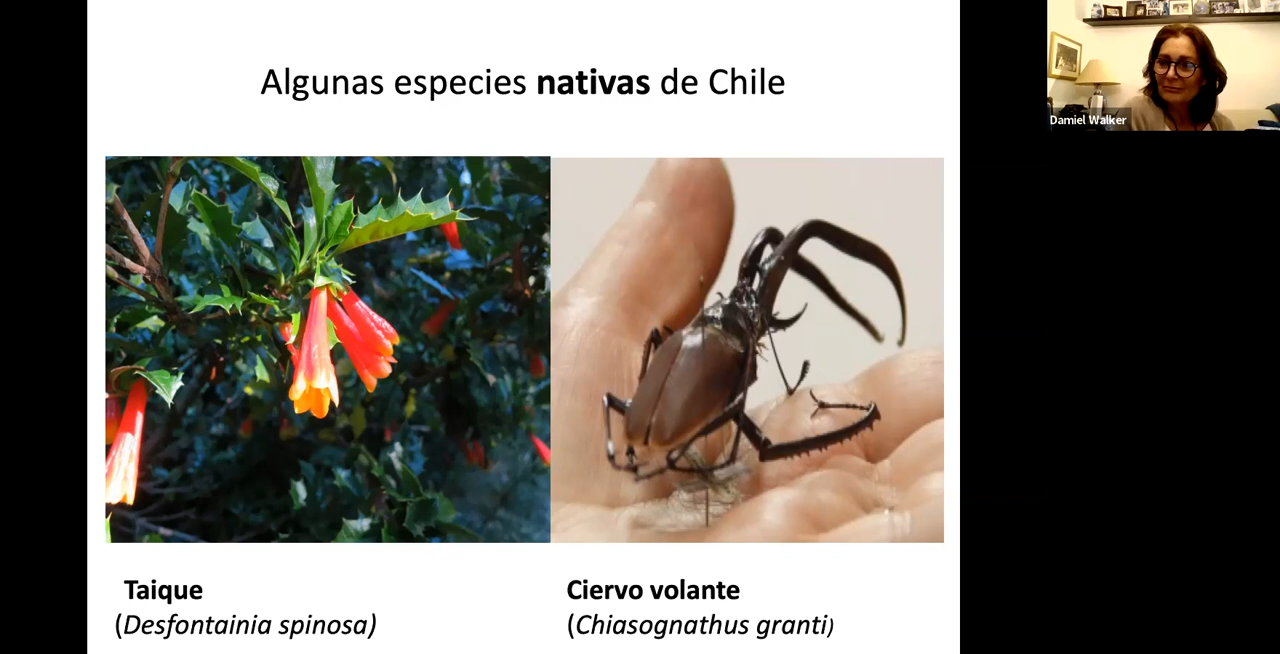 Algunas especies nativas de Chile
Damiel Walker
Taique
(Desfontainia spinosa)
Ciervo volante
(Chiasognathus granti)